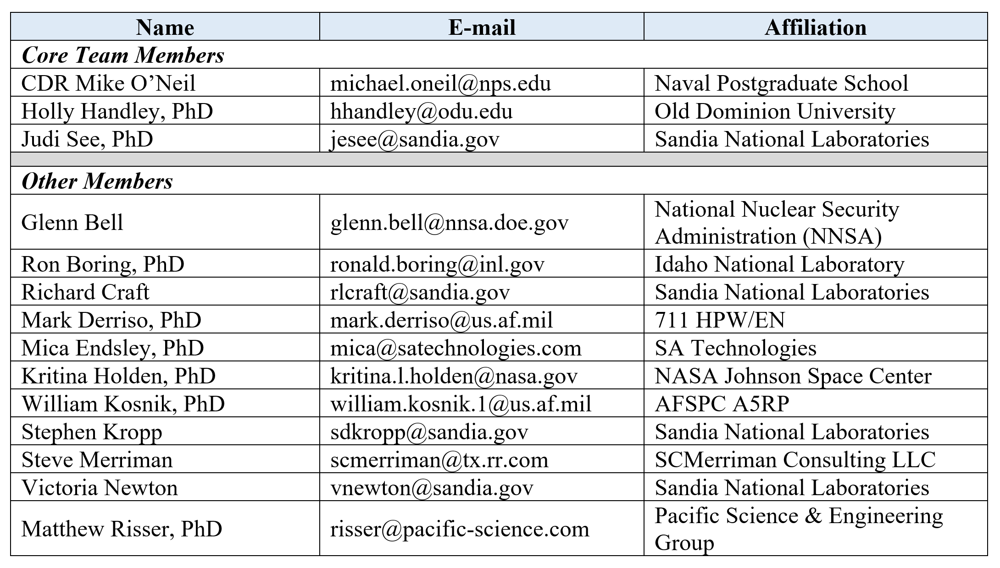 Name E-mail Affiliation
Core Team Members
CDR Mike O’Neil michael.oneil@nps.edu Naval Postgraduate School
Holly Handley, PhD hhandley@odu.edu Old Dominion University
Judi See, PhD jesee@sandia.gov Sandia National Laboratories
Other Members
Glenn Bell glenn.bell@nnsa.doe.gov National Nuclear Security
Administration (NNSA)
Ron Boring, PhD ronald.boring@inl.gov Idaho National Laboratory
Richard Craft rlcraft@sandia.gov Sandia National Laboratories
Mark Derriso, PhD mark.derriso@us.af.mil 711 HPW/EN
Mica Endsley, PhD mica@satechnologies.com SA Technologies
Kritina Holden, PhD kritina.l.holden@nasa.gov NASA Johnson Space Center
William Kosnik, PhD william.kosnik.1@us.af.mil AFSPC A5RP
Stephen Kropp sdkropp@sandia.gov Sandia National Laboratories
Steve Merriman scmerriman@tx.rr.com SCMerriman Consulting LLC
Victoria Newton vnewton@sandia.gov Sandia National Laboratories
Matthew Risser, PhD risser@pacific-science.com Pacific Science & Engineering
Group